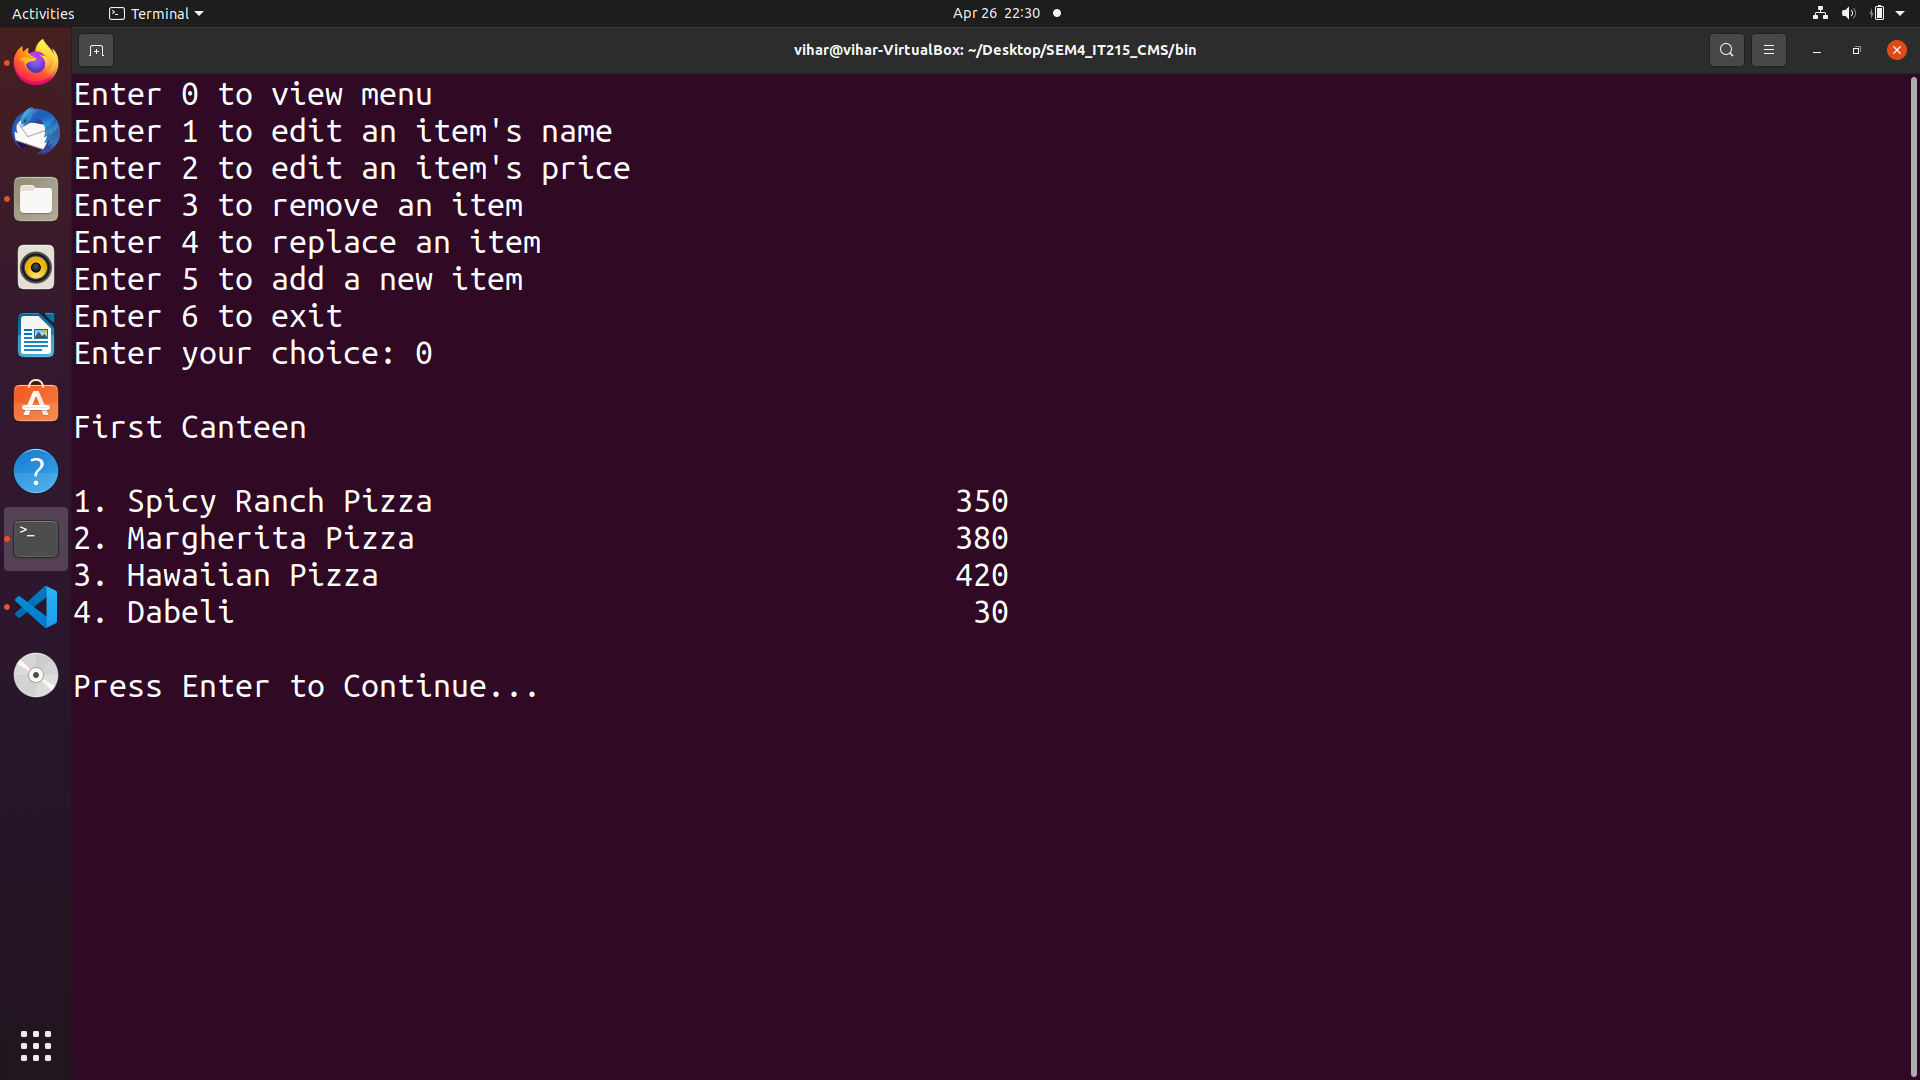 Activities Terminal Apr 26 22:30
vihar@vihar-VirtualBox: ~/Desktop/SEM4_IT215_CMS/bin
Enter 0 to view menu
Enter 1 to edit an item's name
Enter 2 to edit an item's price
Enter 3 to remove an item
Enter 4 to replace an item
Enter 5 to add a new item
Enter 6 to exit
Enter your choice: 0
First Canteen
1. Spicy Ranch Pizza 350
2. Margherita Pizza 380
3. Hawaiian Pizza 420
4. Dabeli 30
Press Enter to Continue...